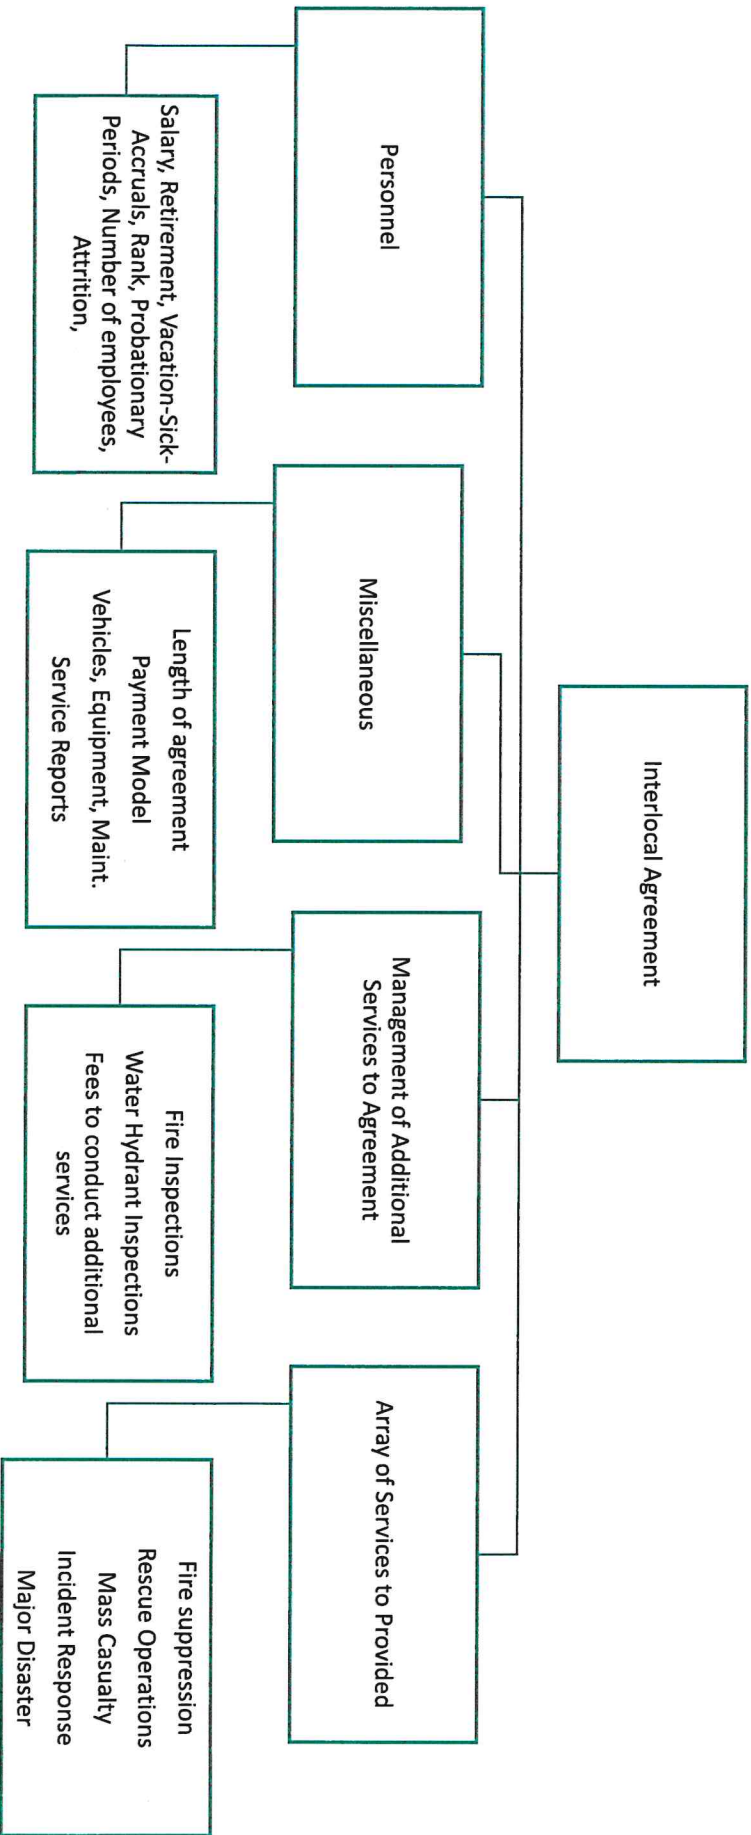 Interlocal Agreement
Personnel
Salary, Retirement, Vacation-Sick-
Accruals, Rank, Probationary
Periods, Number of employees,
Attrition,
Miscellaneous
Length of agreement
Payment Model
Vehicles, Equipment, Maint.
Service Reports
Management of Additional
Services to Agreement
Fire Inspections
Water Hydrant Inspections
Fees to conduct additional
services
Array of Services to Provided
Fire suppression
Rescue Operations
Mass Casualty
Incident Response
Major Disaster